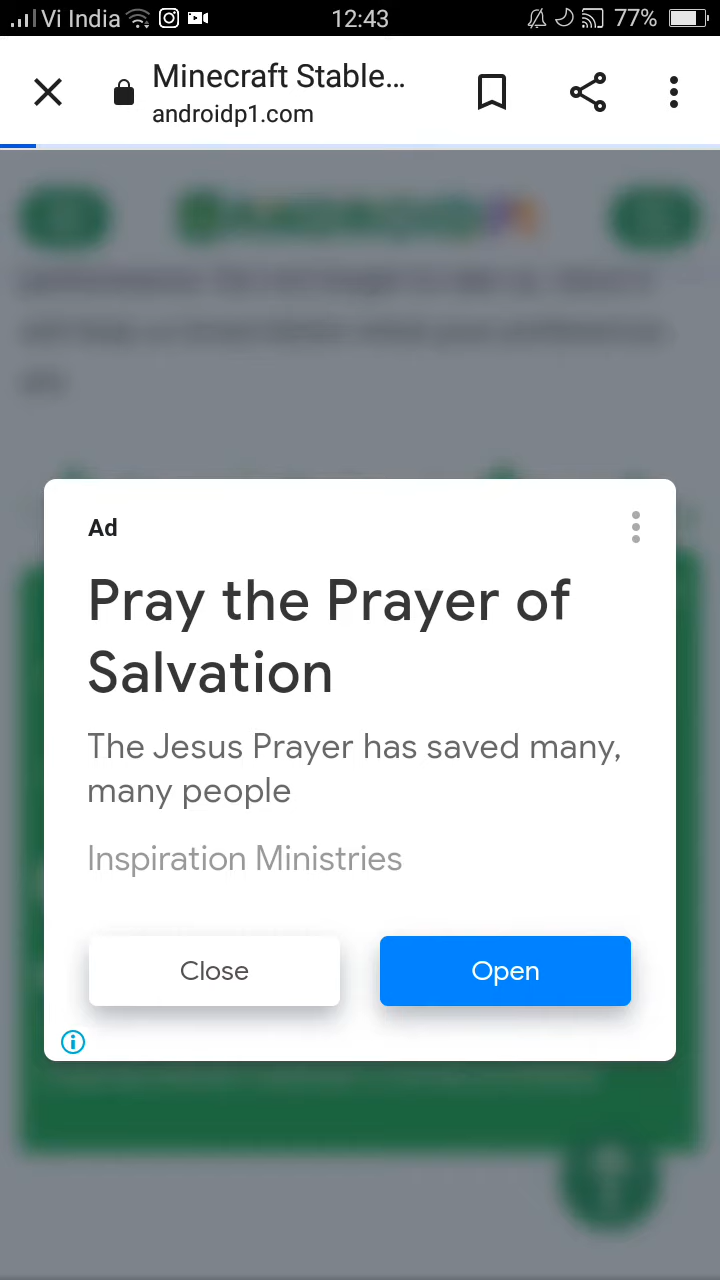 Vi India 12:43 77%
Minecraft Stable...
androidp1.com
ANDROIDP1
Ad
Pray the Prayer of
Salvation
The Jesus Prayer has saved many,
many people
Inspiration Ministries
Close Open